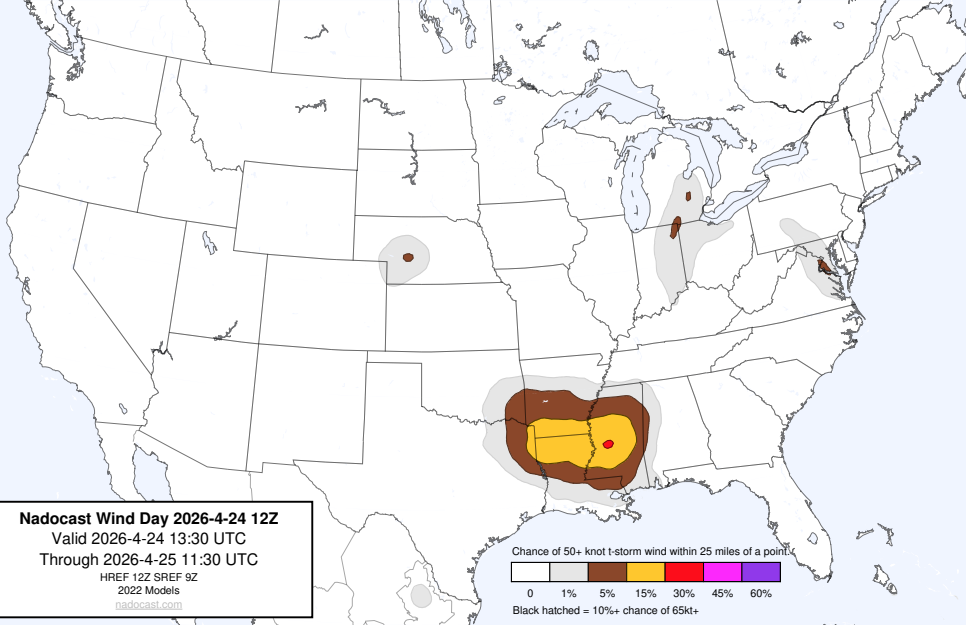 Nadocast Wind Day 2026-4-24 12Z
Valid 2026-4-24 13:30 UTC
Through 2026-4-25 11:30 UTC
HREF 12Z SREF 9Z
2022 Models
nadocast.com
Chance of 50+ knot t-storm wind within 25 miles of a point.
0 1% 5% 15% 30% 45% 60%
Black hatched = 10%+ chance of 65kt+